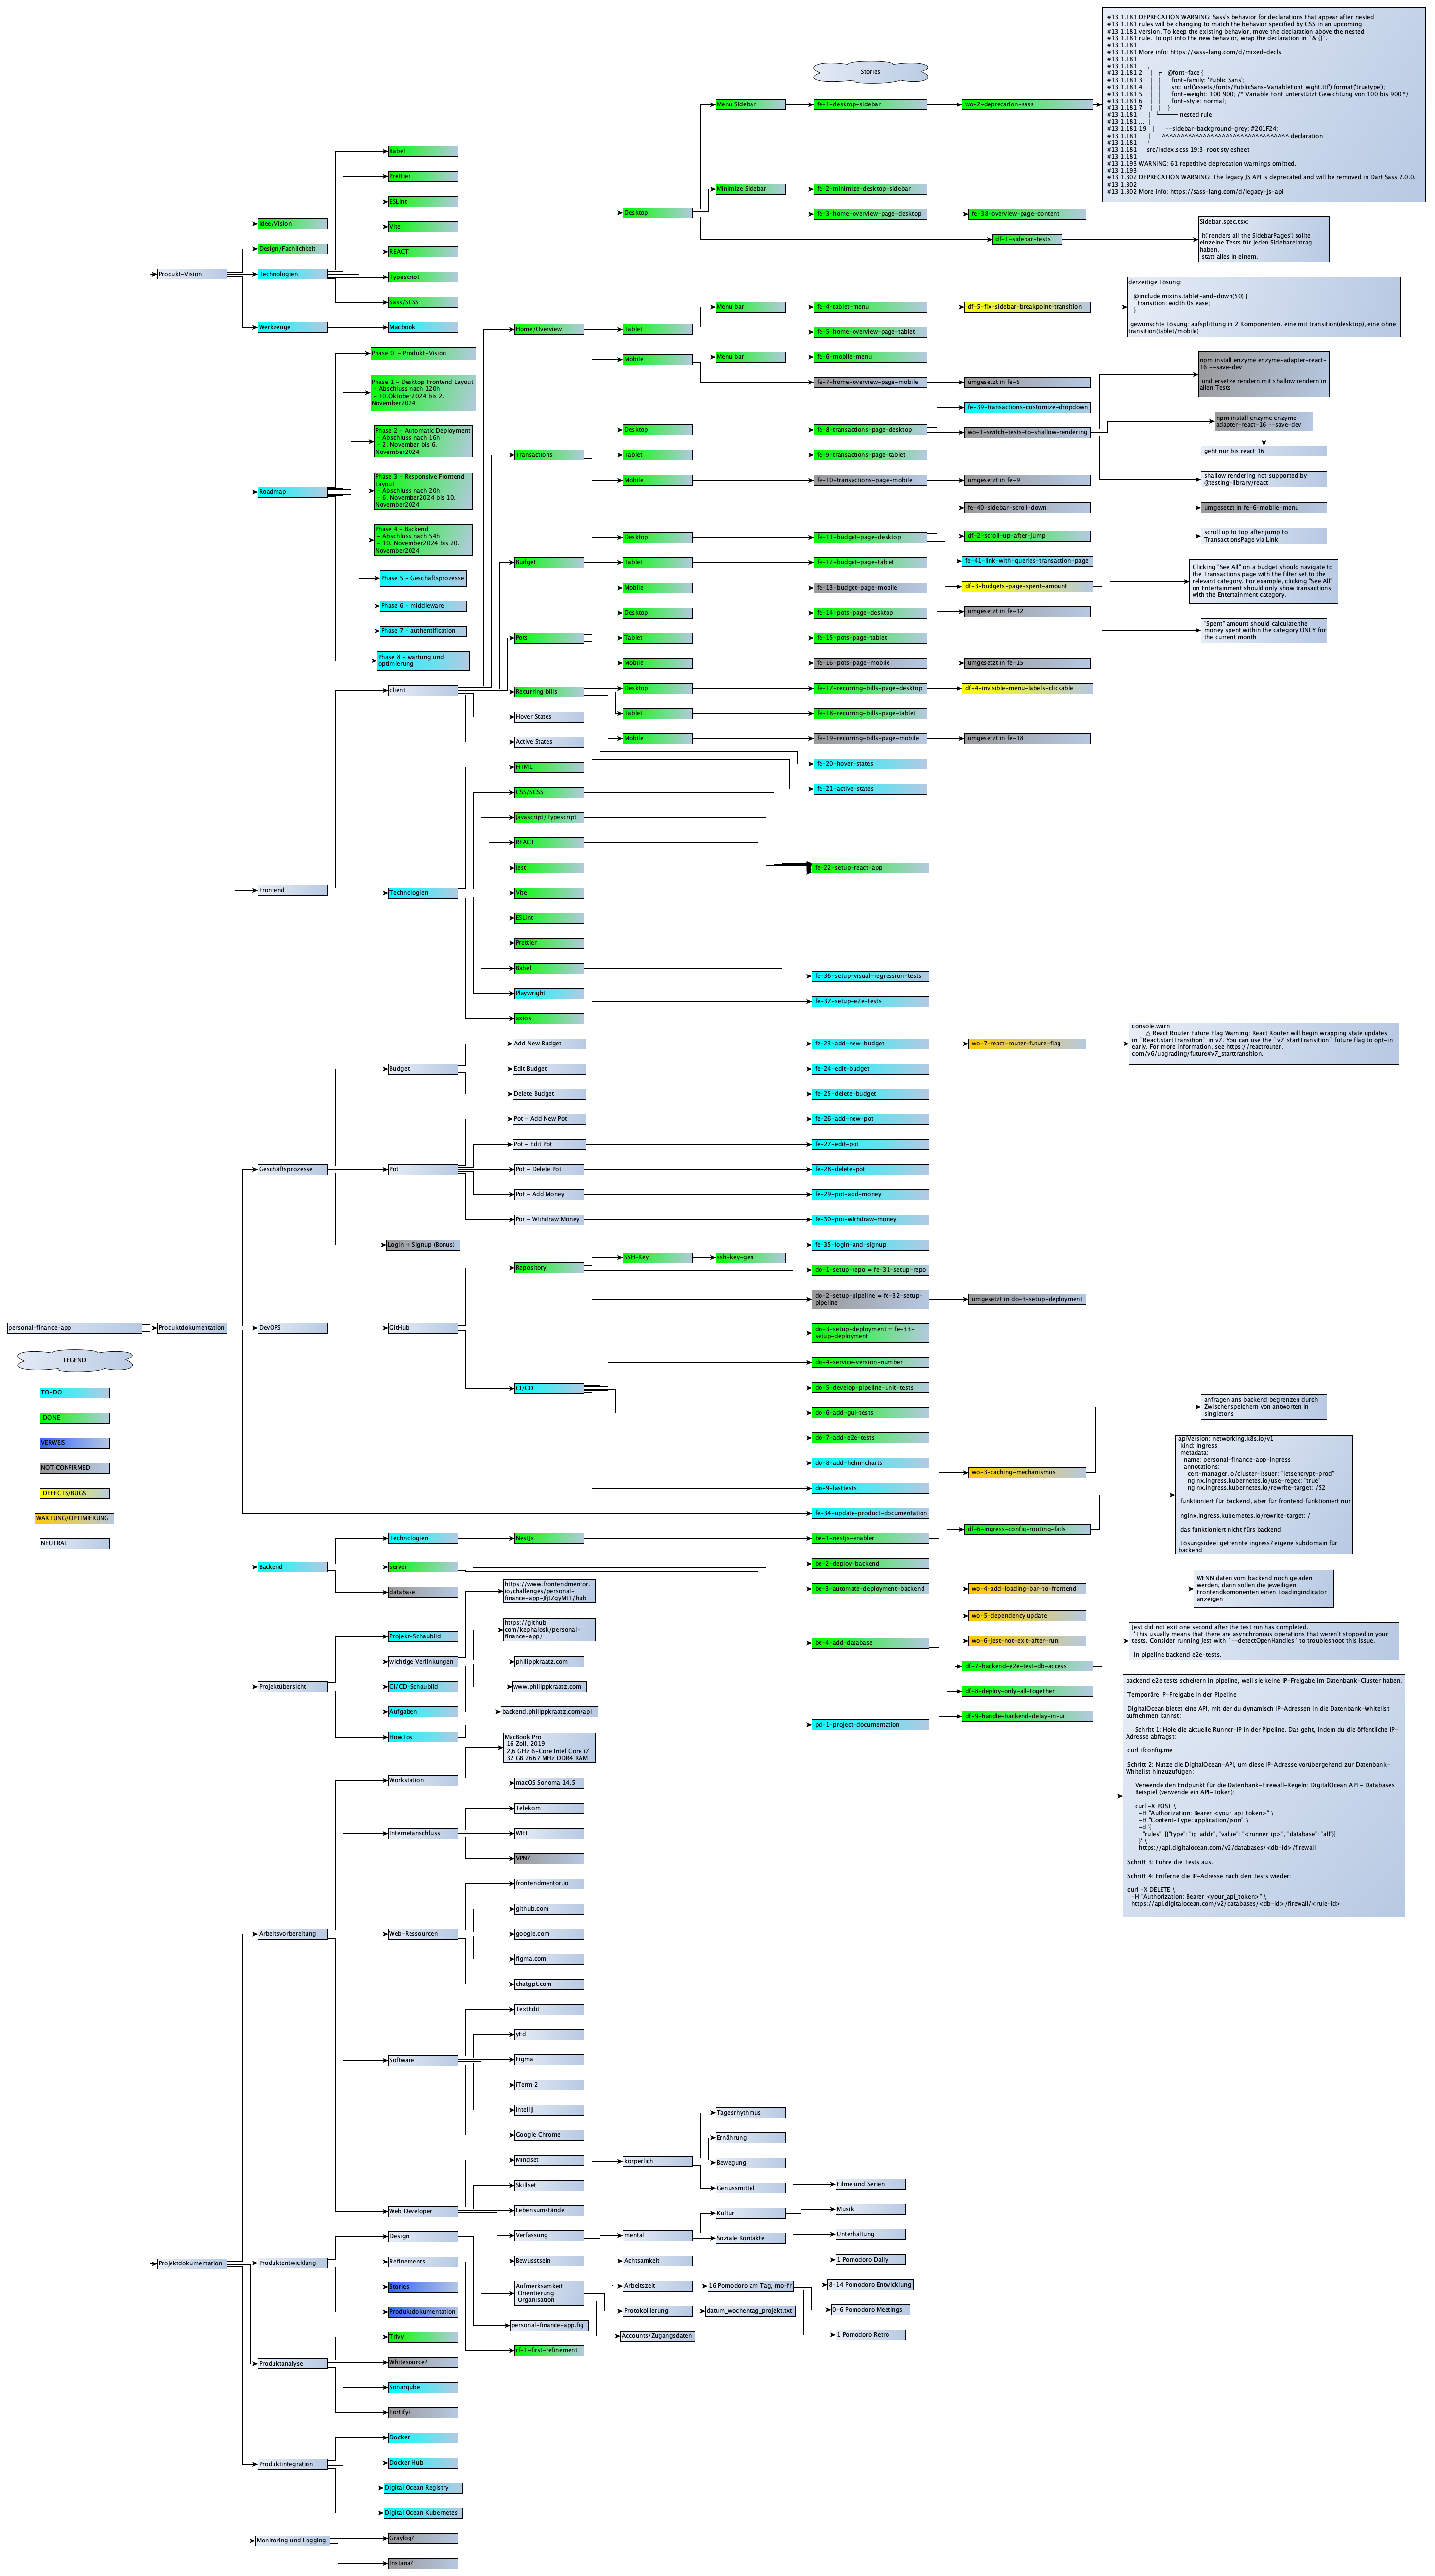 #13 1.181 DEPRECATION WARNING: Sass's behavior for declarations that appear after nested
#13 1.181 rules will be changing to match the behavior specified by CSS in an upcoming
#13 1.181 version. To keep the existing behavior, move the declaration above the nested
#13 1.181 rule. To opt into the new behavior, wrap the declaration in `& {}`.
#13 1.181
#13 1.181 More info: https://sass-lang.com/d/mixed-decls
#13 1.181
#13 1.181 ,
#13 1.181 2 | ┌ @font-face {
#13 1.181 3 | | font-family: 'Public Sans';
#13 1.181 4 | | src: url('assets/fonts/PublicSans-VariableFont_wght.ttf') format('truetype');
#13 1.181 5 | | font-weight: 100 900; /* Variable Font unterstützt Gewichtung von 100 bis 900 */
#13 1.181 6 | | font-style: normal;
#13 1.181 7 | | }
#13 1.181 | └──── nested rule
#13 1.181 ... |
#13 1.181 19 | --sidebar-background-grey: #201F24;
#13 1.181 | ^^^^^^^^^^^^^^^^^^^^^^^^^^^^^^^^^^ declaration
#13 1.181 '
#13 1.181 src/index.scss 19:3 root stylesheet
#13 1.181
#13 1.193 WARNING: 61 repetitive deprecation warnings omitted.
#13 1.193
#13 1.302 DEPRECATION WARNING: The legacy JS API is deprecated and will be removed in Dart Sass 2.0.0.
#13 1.302
#13 1.302 More info: https://sass-lang.com/d/legacy-js-api
Stories
Menu Sidebar
fe-1-desktop-sidebar
wo-2-deprecation-sass
Babel
Prettier
Minimize Sidebar
fe-2-minimize-desktop-sidebar
ESLint
Desktop
fe-3-home-overview-page-desktop
fe-38-overview-page-content
Idee/Vision
Vite
df-1-sidebar-tests
Sidebar.spec.tsx:
it('renders all the SidebarPages') sollte
einzelne Tests für jeden Sidebareintrag
haben,
statt alles in einem.
Design/Fachlichkeit
REACT
Produkt-Vision
Technologien
Typescriot
Sass/SCSS
Werkzeuge
Macbook
Menu bar
fe-4-tablet-menu
df-5-fix-sidebar-breakpoint-transition
derzeitige Lösung:
@include mixins.tablet-and-down(50) {
transition: width 0s ease;
}
gewünschte Lösung: aufsplittung in 2 Komponenten. eine mit transition(desktop), eine ohne
transition(tablet/mobile)
Home/Overview
Tablet
fe-5-home-overview-page-tablet
Mobile
Menu bar
fe-6-mobile-menu
fe-7-home-overview-page-mobile
umgesetzt in fe-5
npm install enzyme enzyme-adapter-react-
16 --save-dev
und ersetze rendern mit shallow rendern in
allen Tests
Phase 0 - Produkt-Vision
Phase 1 - Desktop Frontend Layout
- Abschluss nach 120h
- 10.Oktober2024 bis 2.
November2024
Phase 2 - Automatic Deployment
- Abschluss nach 16h
- 2. November bis 6.
November2024
Phase 3 - Responsive Frontend
Layout
- Abschluss nach 20h
- 6. November2024 bis 10.
November2024
Roadmap
Phase 4 - Backend
- Abschluss nach 54h
- 10. November2024 bis 20.
November2024
Phase 5 - Geschäftsprozesse
Phase 6 - middleware
Phase 7 - authentification
Phase 8 - wartung und
optimierung
fe-39-transactions-customize-dropdown
Desktop
fe-8-transactions-page-desktop
wo-1-switch-tests-to-shallow-rendering
npm install enzyme enzyme-
adapter-react-16 --save-dev
geht nur bis react 16
Transactions
Tablet
fe-9-transactions-page-tablet
Mobile
fe-10-transactions-page-mobile
umgesetzt in fe-9
shallow rendering not supported by
@testing-library/react
fe-40-sidebar-scroll-down
umgesetzt in fe-6-mobile-menu
Desktop
fe-11-budget-page-desktop
df-2-scroll-up-after-jump
scroll up to top after jump to
TransactionsPage via Link
Budget
Tablet
fe-12-budget-page-tablet
fe-41-link-with-queries-transaction-page
Clicking "See All" on a budget should navigate to
the Transactions page with the filter set to the
relevant category. For example, clicking "See All"
on Entertainment should only show transactions
with the Entertainment category.
Mobile
fe-13-budget-page-mobile
df-3-budgets-page-spent-amount
umgesetzt in fe-12
"Spent" amount should calculate the
money spent within the category ONLY for
the current month
Desktop
fe-14-pots-page-desktop
Pots
Tablet
fe-15-pots-page-tablet
Mobile
fe-16-pots-page-mobile
umgesetzt in fe-15
client
Recurring bills
Desktop
fe-17-recurring-bills-page-desktop
df-4-invisible-menu-labels-clickable
Hover States
Tablet
fe-18-recurring-bills-page-tablet
Active States
Mobile
fe-19-recurring-bills-page-mobile
umgesetzt in fe-18
fe-20-hover-states
fe-21-active-states
HTML
CSS/SCSS
Javascript/Typescript
REACT
Frontend
Technologien
Jest
fe-22-setup-react-app
Vite
ESLint
Prettier
Babel
Playwright
fe-36-setup-visual-regression-tests
fe-37-setup-e2e-tests
axios
Budget
Add New Budget
fe-23-add-new-budget
wo-7-react-router-future-flag
console.warn
⚠ React Router Future Flag Warning: React Router will begin wrapping state updates
in `React.startTransition` in v7. You can use the `v7_startTransition` future flag to opt-in
early. For more information, see https://reactrouter.
com/v6/upgrading/future#v7_starttransition.
Edit Budget
fe-24-edit-budget
Delete Budget
fe-25-delete-budget
Pot - Add New Pot
fe-26-add-new-pot
Pot - Edit Pot
fe-27-edit-pot
Geschäftsprozesse
Pot
Pot - Delete Pot
fe-28-delete-pot
Pot - Add Money
fe-29-pot-add-money
Pot - Withdraw Money
fe-30-pot-withdraw-money
Login + Signup (Bonus)
fe-35-login-and-signup
Repository
SSH-Key
ssh-key-gen
do-1-setup-repo = fe-31-setup-repo
do-2-setup-pipeline = fe-32-setup-
pipeline
umgesetzt in do-3-setup-deployment
personal-finance-app
Produktdokumentation
DevOPS
GitHub
do-3-setup-deployment = fe-33-
setup-deployment
LEGEND
TO-DO
DONE
VERWEIS
NOT CONFIRMED
DEFECTS/BUGS
WARTUNG/OPTIMIERUNG
NEUTRAL
do-4-service-version-number
CI/CD
do-5-develop-pipeline-unit-tests
do-6-add-gui-tests
do-7-add-e2e-tests
do-8-add-helm-charts
do-9-lasttests
fe-34-update-product-documentation
wo-3-caching-mechanismus
anfragen ans backend begrenzen durch
Zwischenspeichern von antworten in
singletons
apiVersion: networking.k8s.io/v1
kind: Ingress
metadata:
name: personal-finance-app-ingress
annotations:
cert-manager.io/cluster-issuer: "letsencrypt-prod"
nginx.ingress.kubernetes.io/use-regex: "true"
nginx.ingress.kubernetes.io/rewrite-target: /$2
funktioniert für backend, aber für frontend funktioniert nur
nginx.ingress.kubernetes.io/rewrite-target: /
das funktioniert nicht fürs backend
Lösungsidee: getrennte ingress? eigene subdomain für
backend
df-6-ingress-config-routing-fails
Technologien
NestJs
be-1-nestjs-enabler
Backend
server
be-2-deploy-backend
database
be-3-automate-deployment-backend
wo-4-add-loading-bar-to-frontend
WENN daten vom backend noch geladen
werden, dann sollen die jeweiligen
Frontendkomonenten einen Loadingindicator
anzeigen
wo-5-dependency update
be-4-add-database
wo-6-jest-not-exit-after-run
Jest did not exit one second after the test run has completed.
'This usually means that there are asynchronous operations that weren't stopped in your
tests. Consider running Jest with `--detectOpenHandles` to troubleshoot this issue.
in pipeline backend e2e-tests.
df-7-backend-e2e-test-db-access
df-8-deploy-only-all-together
df-9-handle-backend-delay-in-ui
backend e2e tests scheitern in pipeline, weil sie keine IP-Freigabe im Datenbank-Cluster haben.
Temporäre IP-Freigabe in der Pipeline
DigitalOcean bietet eine API, mit der du dynamisch IP-Adressen in die Datenbank-Whitelist
aufnehmen kannst:
Schritt 1: Hole die aktuelle Runner-IP in der Pipeline. Das geht, indem du die öffentliche IP-
Adresse abfragst:
curl ifconfig.me
Schritt 2: Nutze die DigitalOcean-API, um diese IP-Adresse vorübergehend zur Datenbank-
Whitelist hinzuzufügen:
Verwende den Endpunkt für die Datenbank-Firewall-Regeln: DigitalOcean API - Databases
Beispiel (verwende ein API-Token):
curl -X POST \
-H "Authorization: Bearer <your_api_token>" \
-H "Content-Type: application/json" \
-d '{
"rules": [{"type": "ip_addr", "value": "<runner_ip>", "database": "all"}]
}' \
https://api.digitalocean.com/v2/databases/<db-id>/firewall
Schritt 3: Führe die Tests aus.
Schritt 4: Entferne die IP-Adresse nach den Tests wieder:
curl -X DELETE \
-H "Authorization: Bearer <your_api_token>" \
https://api.digitalocean.com/v2/databases/<db-id>/firewall/<rule-id>
https://www.frontendmentor.
io/challenges/personal-
finance-app-JfjtZgyMt1/hub
https://github.
com/kephalosk/personal-
finance-app/
Projekt-Schaubild
wichtige Verlinkungen
philippkraatz.com
Projektübersicht
CI/CD-Schaubild
www.philippkraatz.com
Aufgaben
backend.philippkraatz.com/api
HowTos
pd-1-project-documentation
MacBook Pro
16 Zoll, 2019
2,6 GHz 6-Core Intel Core i7
32 GB 2667 MHz DDR4 RAM
Workstation
macOS Sonoma 14.5
Telekom
Internetanschluss
WIFI
VPN?
frontendmentor.io
github.com
Arbeitsvorbereitung
Web-Ressourcen
google.com
figma.com
chatgpt.com
TextEdit
yEd
Software
Figma
iTerm 2
IntelliJ
Google Chrome
Tagesrhythmus
Ernährung
Mindset
körperlich
Bewegung
Skillset
Genussmittel
Filme und Serien
Web Developer
Lebensumstände
Kultur
Musik
Verfassung
mental
Soziale Kontakte
Unterhaltung
Design
Bewusstsein
Achtsamkeit
1 Pomodoro Daily
Projektdokumentation
Produktentwicklung
Refinements
Aufmerksamkeit
Orientierung
Organisation
Arbeitszeit
16 Pomodoro am Tag, mo-fr
8-14 Pomodoro Entwicklung
Stories
Protokollierung
datum_wochentag_projekt.txt
0-6 Pomodoro Meetings
Produktdokumentation
personal-finance-app.fig
Accounts/Zugangsdaten
1 Pomodoro Retro
Trivy
rf-1-first-refinement
Produktanalyse
Whitesource?
Sonarqube
Fortify?
Docker
Produktintegration
Docker Hub
Digital Ocean Registry
Digital Ocean Kubernetes
Monitoring und Logging
Graylog?
Instana?